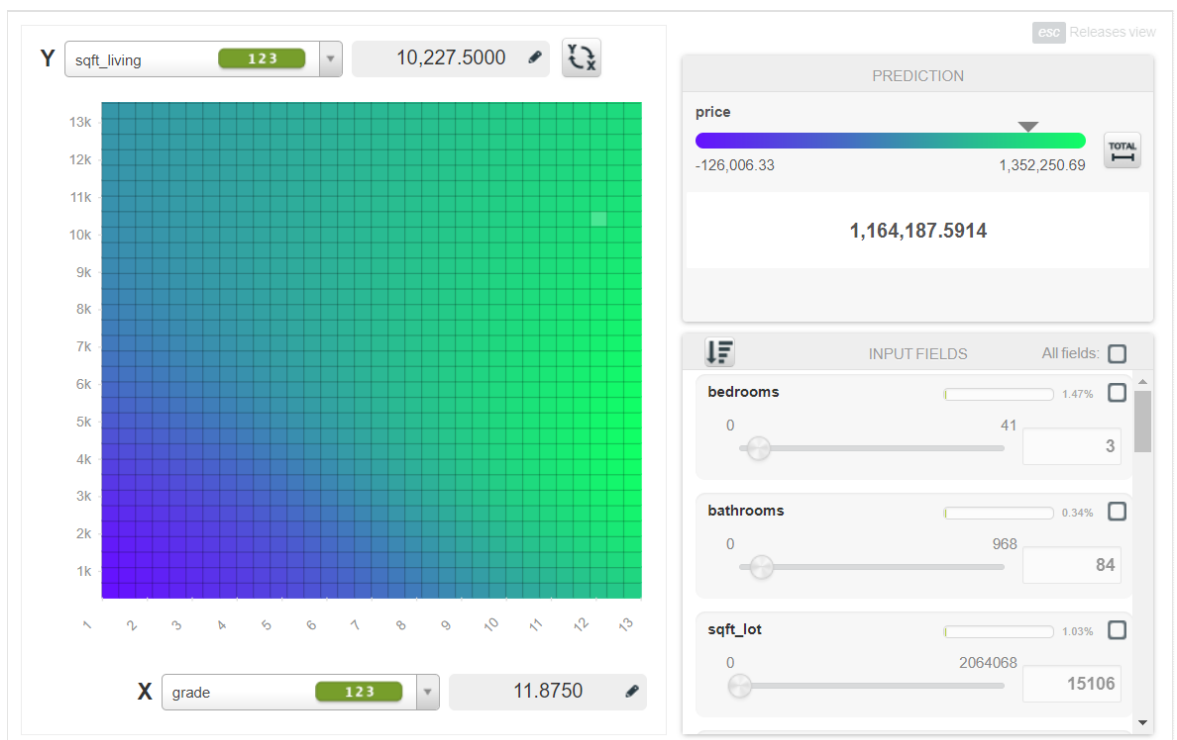 esc Releases view
Y sqft_living 123 10,227.5000 Y X
13k
12k
11k
10k
9k
8k
7k
6k
5k
4k
3k
2k
1k
1 2 3 4 5 6 7 8 9 10 11 12 13
X grade 123 11.8750
PREDICTION
price
TOTAL
-126,006.33 1,352,250.69
1,164,187.5914
INPUT FIELDS All fields:
bedrooms 1.47%
0 41
3
bathrooms 0.34%
0 968
84
sqft_lot 1.03%
0 2064068
15106